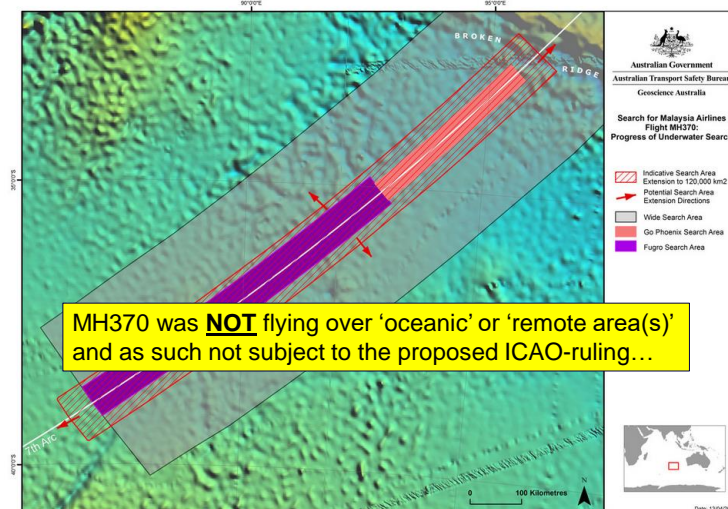 90°0'0"E
95°0'0"E
BROKEN
RIDGE
Australian Government
Australian Transport Safety Bureau
Geoscience Australia
Search for Malaysia Airlines
Flight MH370:
Progress of Underwater Search
Indicative Search Area
Extension to 120,000 km2
Potential Search Area
Extension Directions
Wide Search Area
Go Phoenix Search Area
Fugro Search Area
35°0'0"S
MH370 was NOT flying over ‘oceanic’ or ‘remote area(s)’
and as such not subject to the proposed ICAO-ruling…
7th Arc
40°0'0"S
0 100 Kilometres
N